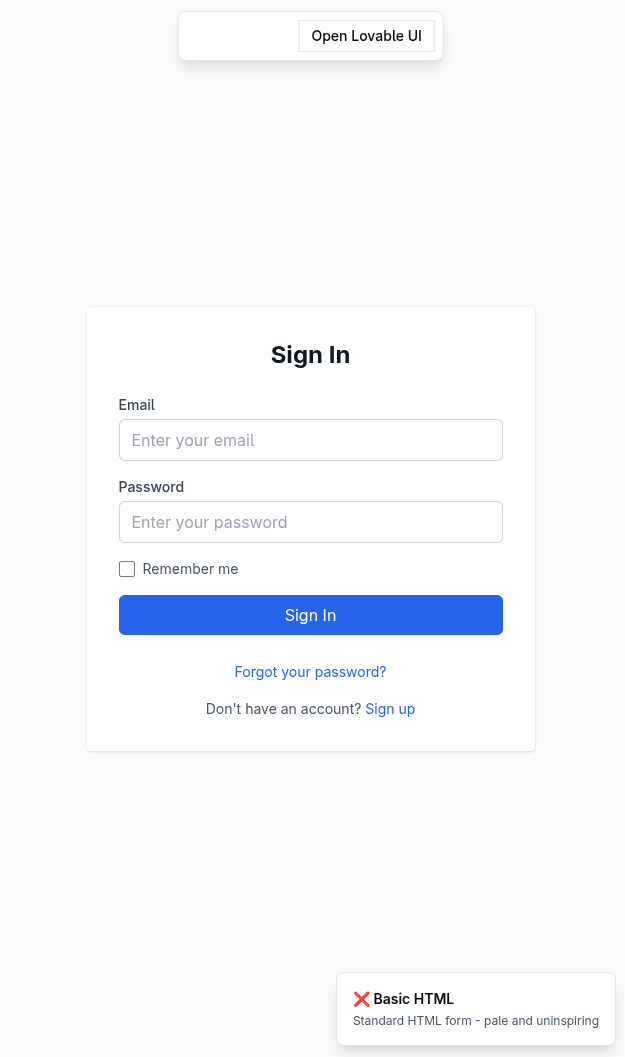 Open Lovable UI
Sign In
Email
Enter your email
Password
Enter your password
Remember me
Sign In
Forgot your password?
Don't have an account? Sign up
❌ Basic HTML
Standard HTML form - pale and uninspiring